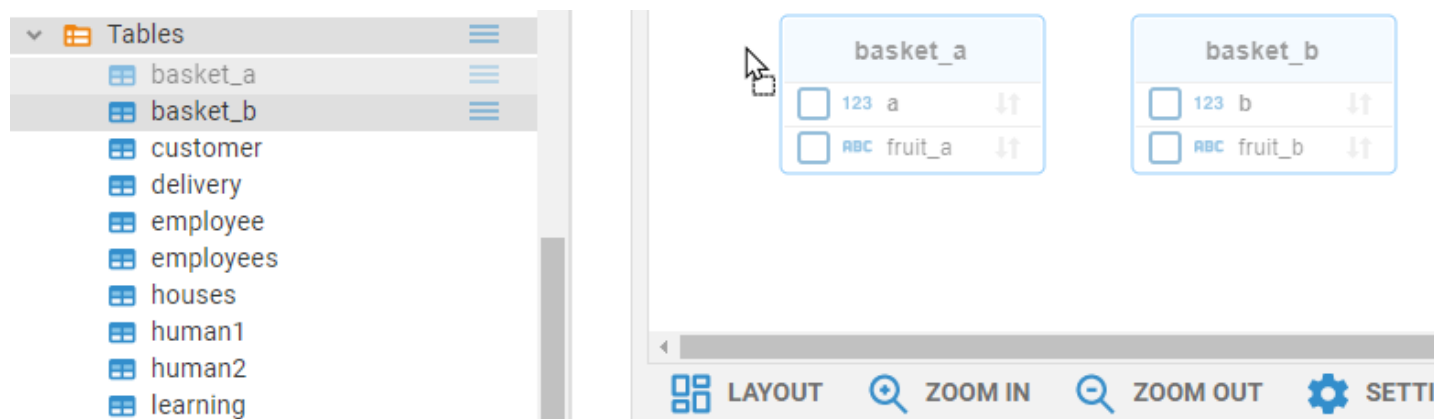 Tables
basket_a
basket_b
customer
delivery
employee
employees
houses
human1
human2
learning
basket_a
123 a
ABC fruit_a
basket_b
123 b
ABC fruit_b
LAYOUT ZOOM IN ZOOM OUT SETTI